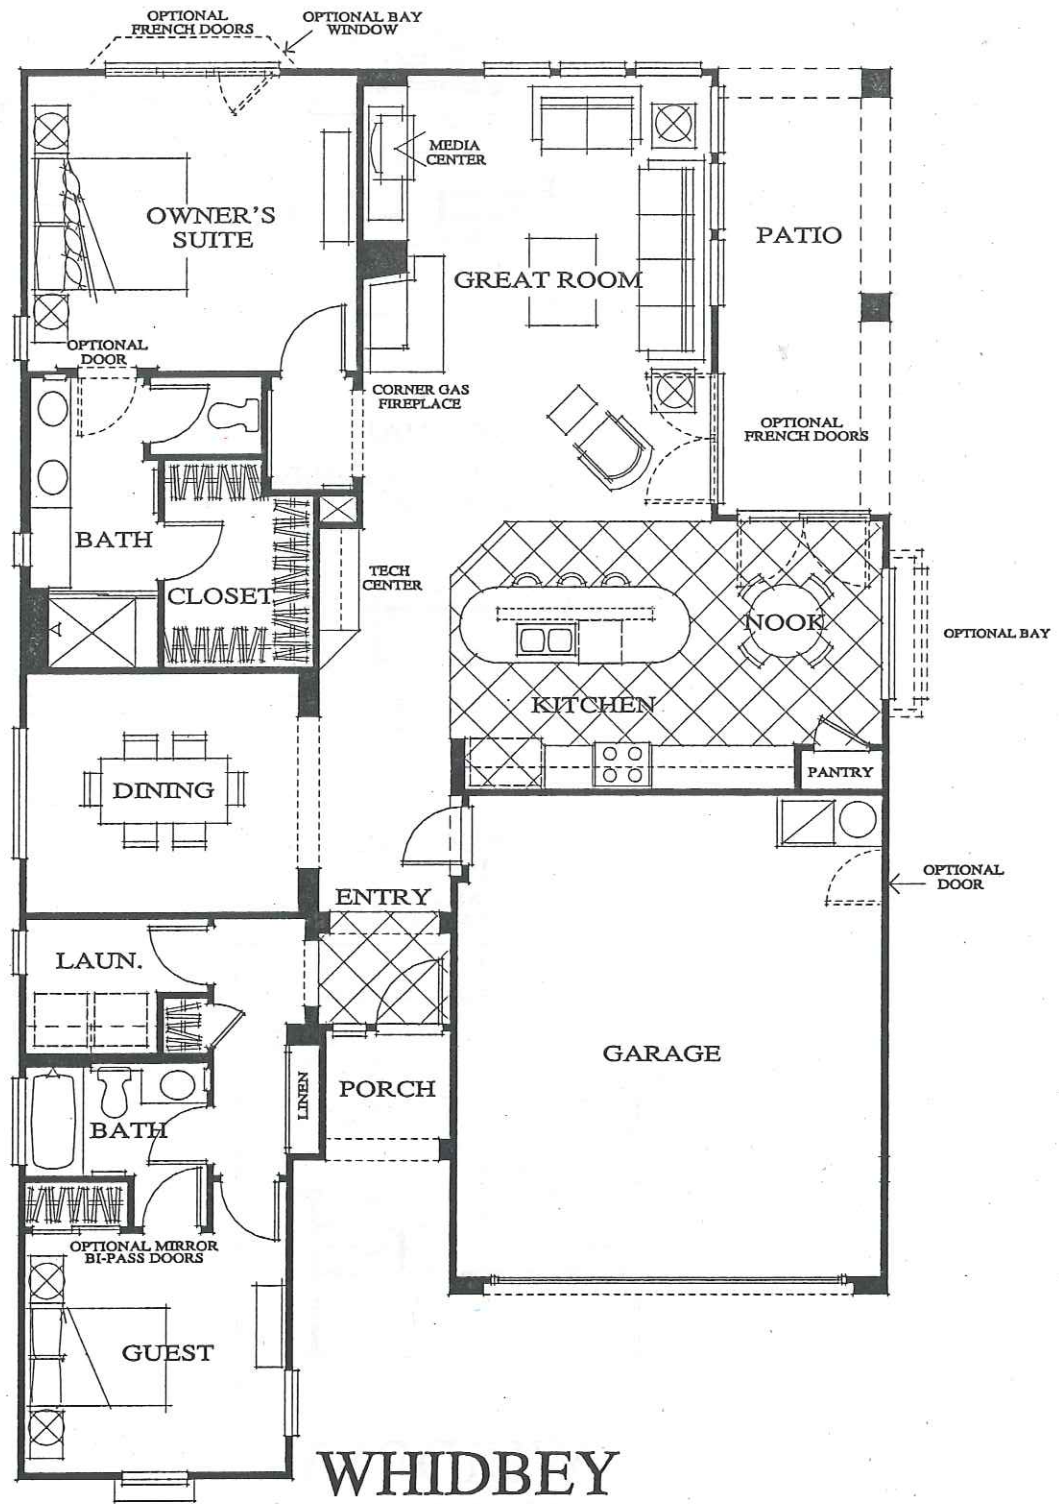 OPTIONAL
FRENCH DOORS
OPTIONAL BAY
WINDOW
MEDIA
CENTER
OWNER'S
SUITE
PATIO
GREAT ROOM
OPTIONAL
DOOR
CORNER GAS
FIREPLACE
OPTIONAL
FRENCH DOORS
BATH
TECH
CENTER
CLOSET
NOOK
OPTIONAL BAY
KITCHEN
PANTRY
DINING
OPTIONAL
DOOR
ENTRY
LAUN.
GARAGE
LINEN
PORCH
BATH
OPTIONAL MIRROR
BI-PASS DOORS
GUEST
WHIDBEY